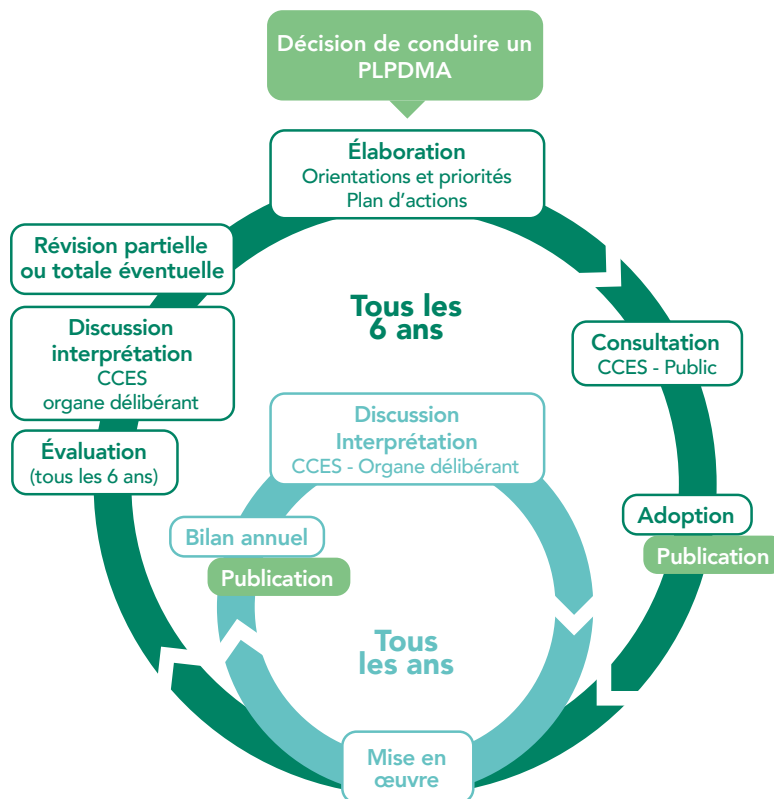 Décision de conduire un
PLPDMA
Élaboration
Orientations et priorités
Plan d'actions
Révision partielle
ou totale éventuelle
Tous les
6 ans
Discussion
interprétation
CCES
organe délibérant
Consultation
CCES - Public
Discussion
Interprétation
CCES - Organe délibérant
Évaluation
(tous les 6 ans)
Adoption
Publication
Bilan annuel
Publication
Tous
les ans
Mise en
œuvre